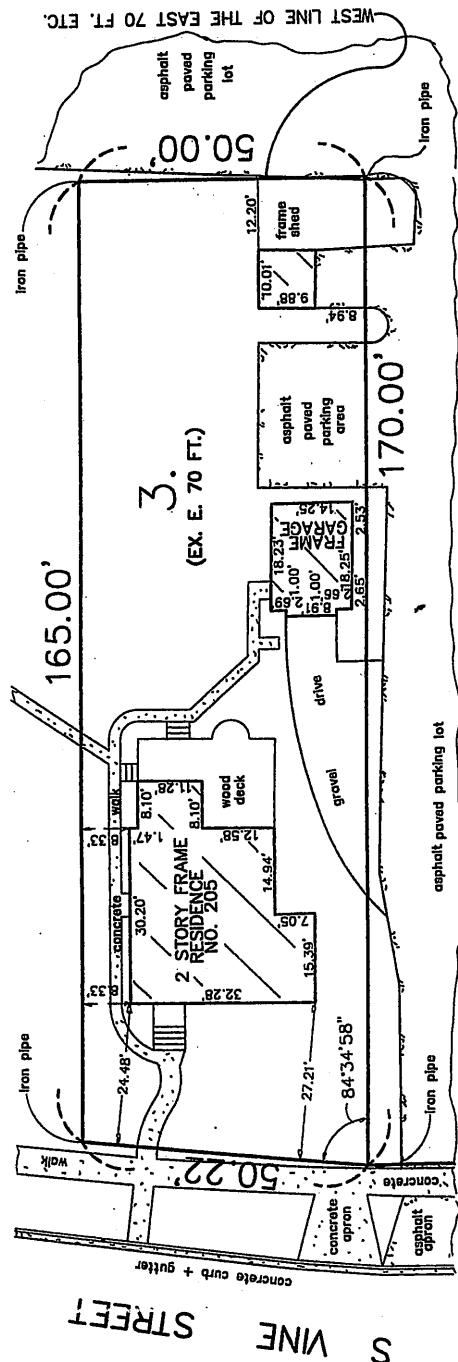 WEST LINE OF THE EAST 70 FT. ETC.
asphalt
paved
parking
lot
iron pipe
50.00'
iron pipe
12.20'
frame
shed
10.01'
9.88'
8.94'
asphalt
paved
parking
area
170.00'
165.00'
3.
(EX. E. 70 FT.)
14.25'
FRAME
GARAGE
18.23'
18.25'
2.53'
1.00'
1.00'
2.69'
8.91'
2.65'
drive
gravel
asphalt paved parking lot
walk
concrete
8.33'
8.33'
8.10'
11.28'
8.10'
1.47'
wood
deck
12.58'
14.94'
30.20'
2 STORY FRAME
RESIDENCE
NO. 205
7.05'
15.39'
32.28'
24.48'
27.21'
84°34'58"
iron pipe
iron pipe
walk
50.22'
concrete
concrete
apron
asphalt
apron
concrete curb + gutter
S VINE STREET